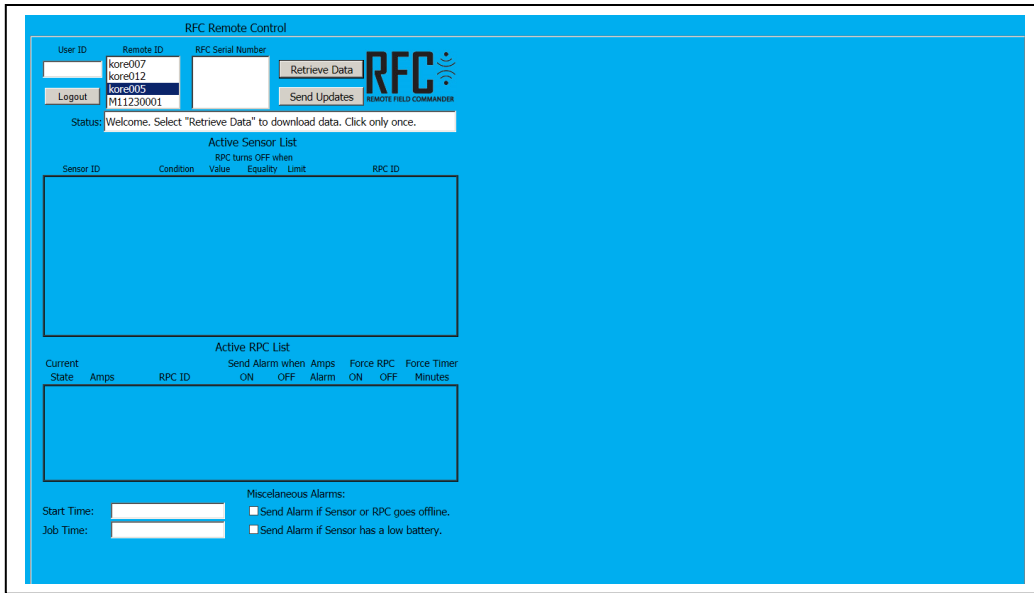 RFC Remote Control
User ID Remote ID RFC Serial Number
kore007
kore012
kore005
M11230001
Retrieve Data
Logout
Send Updates
RFC
REMOTE FIELD COMMANDER
Status: Welcome. Select "Retrieve Data" to download data. Click only once.
Active Sensor List
RPC turns OFF when
Sensor ID Condition Value Equality Limit RPC ID
Active RPC List
Current Send Alarm when Amps Force RPC Force Timer
State Amps RPC ID ON OFF Alarm ON OFF Minutes
Miscelaneous Alarms:
Start Time: Send Alarm if Sensor or RPC goes offline.
Job Time: Send Alarm if Sensor has a low battery.